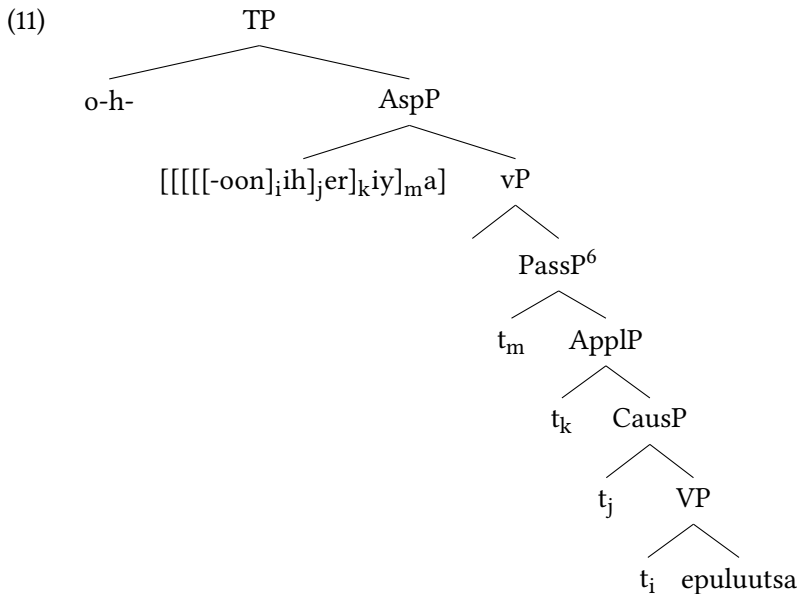 (11) TP
o-h- AspP
[[[[[-oon]ᵢih]ⱼer]ₖiy]ₘa] vP
PassP⁶
tₘ ApplP
tₖ CausP
tⱼ VP
tᵢ epuluutsa